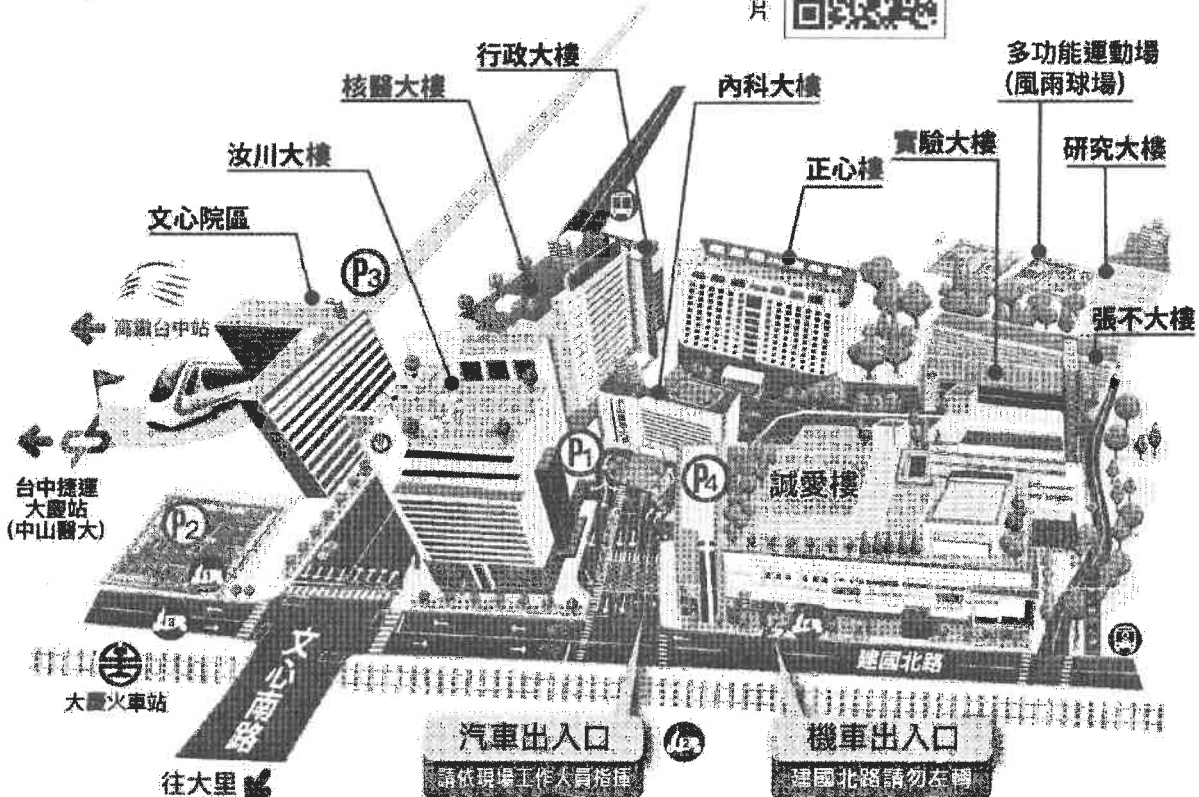 片
行政大樓
核醫大樓
內科大樓
多功能運動場
(風雨球場)
汝川大樓
正心樓
實驗大樓
研究大樓
文心院區
P3
高鐵台中站
張不大樓
P1
P4
誠愛樓
台中捷運
大慶站
(中山醫大)
P2
文心南路
建國北路
大慶火車站
汽車出入口
請依現場工作人員指揮
機車出入口
建國北路請勿左轉
往大里